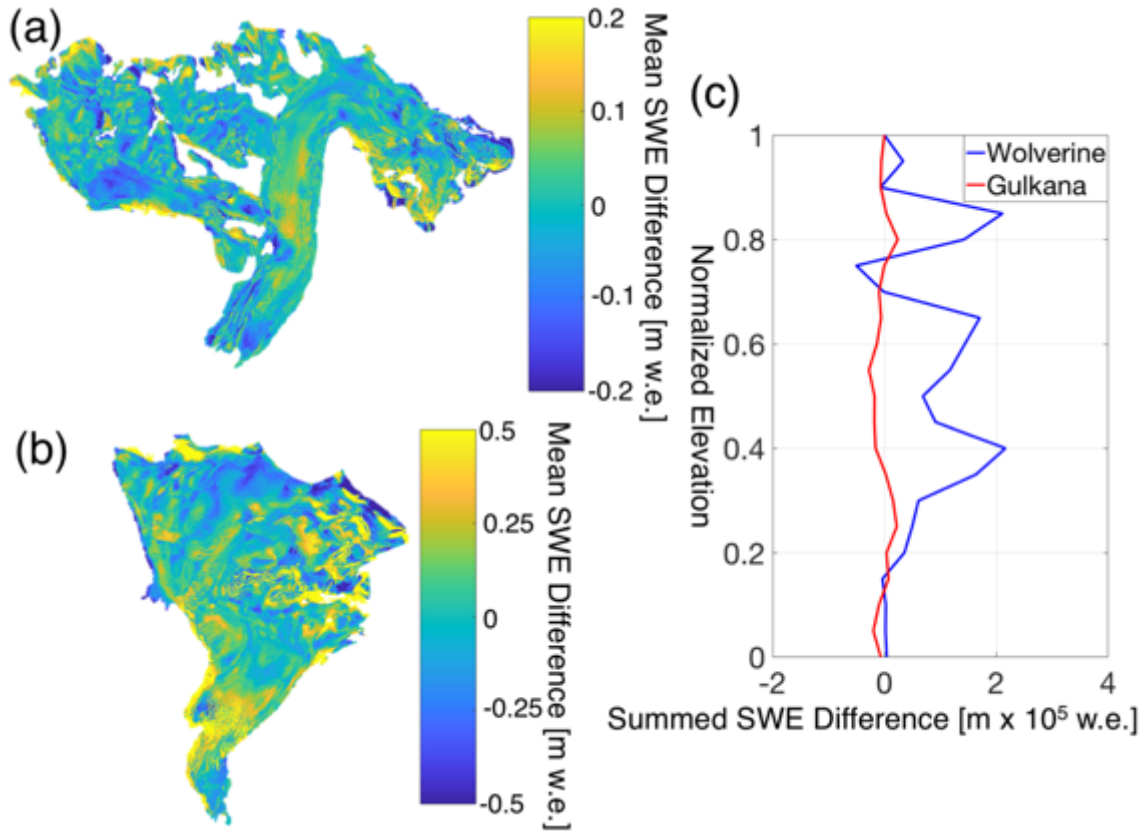 (a)
0.2
0.1
0
-0.1
-0.2
Mean SWE Difference [m w.e.]
(b)
0.5
0.25
0
-0.25
-0.5
Mean SWE Difference [m w.e.]
(c)
Wolverine
Gulkana
1
0.8
0.6
0.4
0.2
0
Normalized Elevation
-2
0
2
4
Summed SWE Difference [m x 10⁵ w.e.]